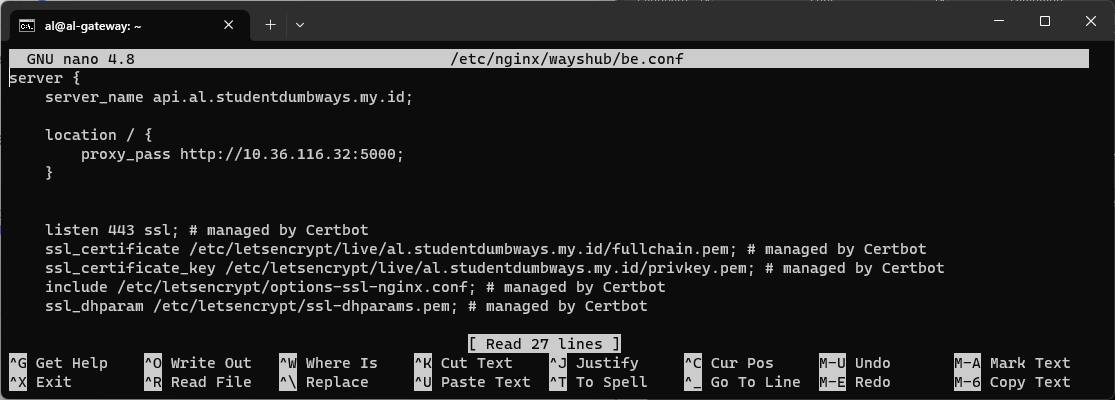 al@al-gateway: ~
GNU nano 4.8 /etc/nginx/wayshub/be.conf
server {
    server_name api.al.studentdumbways.my.id;

    location / {
        proxy_pass http://10.36.116.32:5000;
    }


    listen 443 ssl; # managed by Certbot
    ssl_certificate /etc/letsencrypt/live/al.studentdumbways.my.id/fullchain.pem; # managed by Certbot
    ssl_certificate_key /etc/letsencrypt/live/al.studentdumbways.my.id/privkey.pem; # managed by Certbot
    include /etc/letsencrypt/options-ssl-nginx.conf; # managed by Certbot
    ssl_dhparam /etc/letsencrypt/ssl-dhparams.pem; # managed by Certbot

[ Read 27 lines ]
^G Get Help ^O Write Out ^W Where Is ^K Cut Text ^J Justify ^C Cur Pos M-U Undo M-A Mark Text
^X Exit ^R Read File ^\ Replace ^U Paste Text ^T To Spell ^_ Go To Line M-E Redo M-6 Copy Text